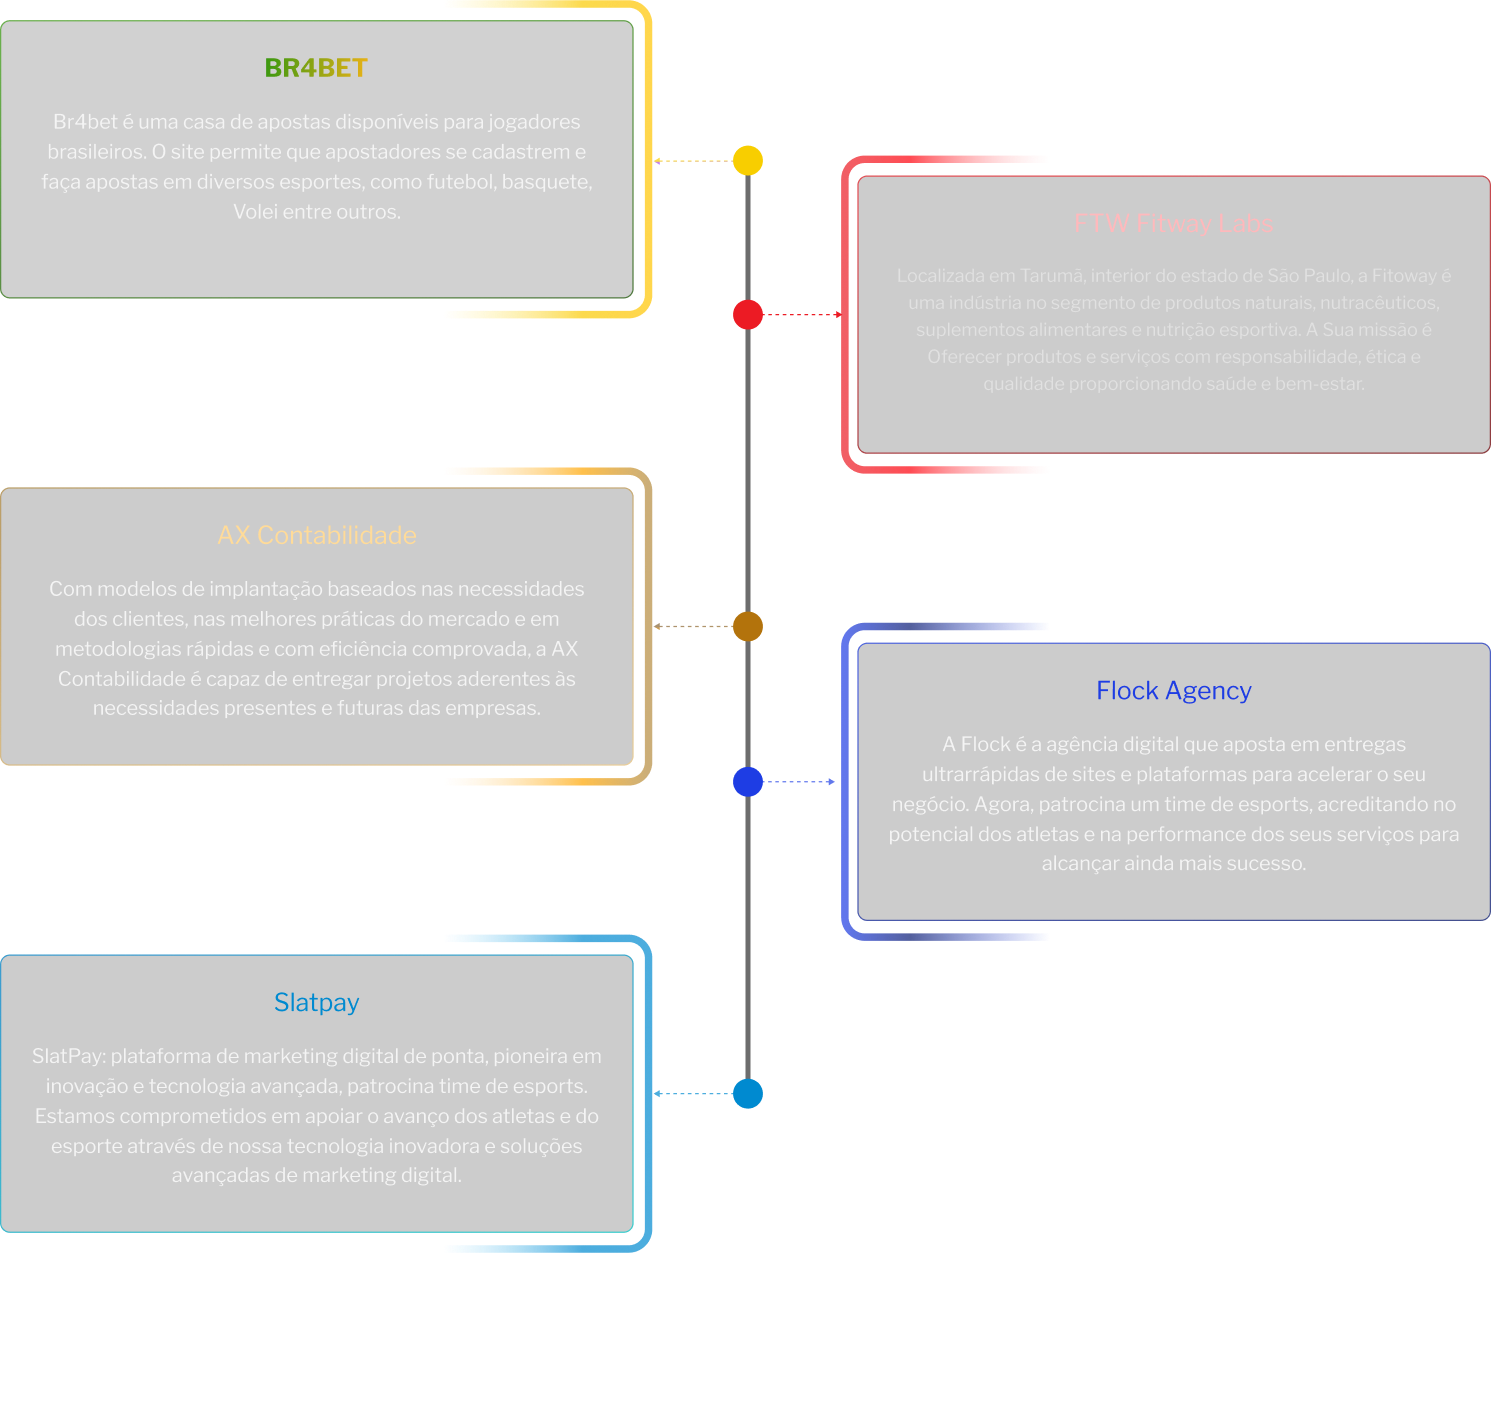 BR4BET
Br4bet é uma casa de apostas disponíveis para jogadores
brasileiros. O site permite que apostadores se cadastrem e
faça apostas em diversos esportes, como futebol, basquete,
Volei entre outros.
FTW Fitway Labs
Localizada em Tarumã, interior do estado de São Paulo, a Fitoway é
uma indústria no segmento de produtos naturais, nutracêuticos,
suplementos alimentares e nutrição esportiva. A Sua missão é
Oferecer produtos e serviços com responsabilidade, ética e
qualidade proporcionando saúde e bem-estar.
AX Contabilidade
Com modelos de implantação baseados nas necessidades
dos clientes, nas melhores práticas do mercado e em
metodologias rápidas e com eficiência comprovada, a AX
Contabilidade é capaz de entregar projetos aderentes às
necessidades presentes e futuras das empresas.
Flock Agency
A Flock é a agência digital que aposta em entregas
ultrarrápidas de sites e plataformas para acelerar o seu
negócio. Agora, patrocina um time de esports, acreditando no
potencial dos atletas e na performance dos seus serviços para
alcançar ainda mais sucesso.
Slatpay
SlatPay: plataforma de marketing digital de ponta, pioneira em
inovação e tecnologia avançada, patrocina time de esports.
Estamos comprometidos em apoiar o avanço dos atletas e do
esporte através de nossa tecnologia inovadora e soluções
avançadas de marketing digital.